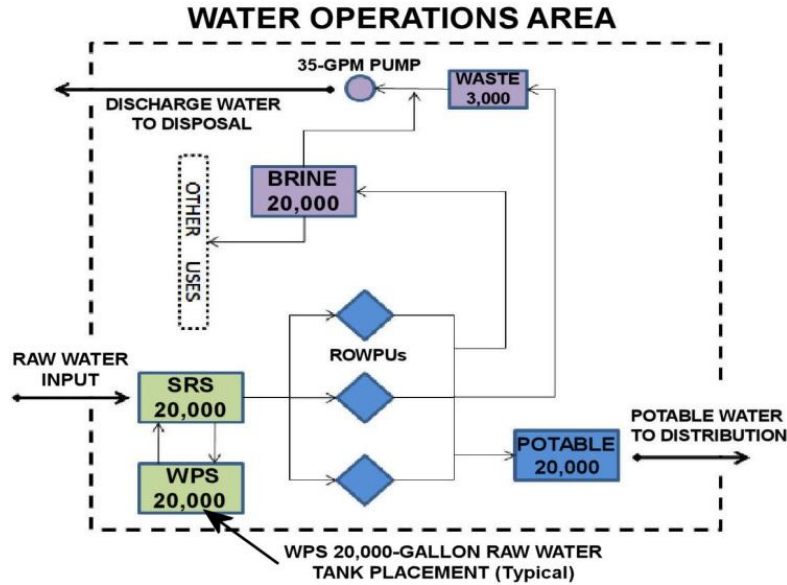 WATER OPERATIONS AREA
35-GPM PUMP
WASTE
3,000
DISCHARGE WATER
TO DISPOSAL
BRINE
20,000
OTHER USES
RAW WATER
INPUT
ROWPUs
SRS
20,000
POTABLE WATER
TO DISTRIBUTION
POTABLE
20,000
WPS
20,000
WPS 20,000-GALLON RAW WATER
TANK PLACEMENT (Typical)